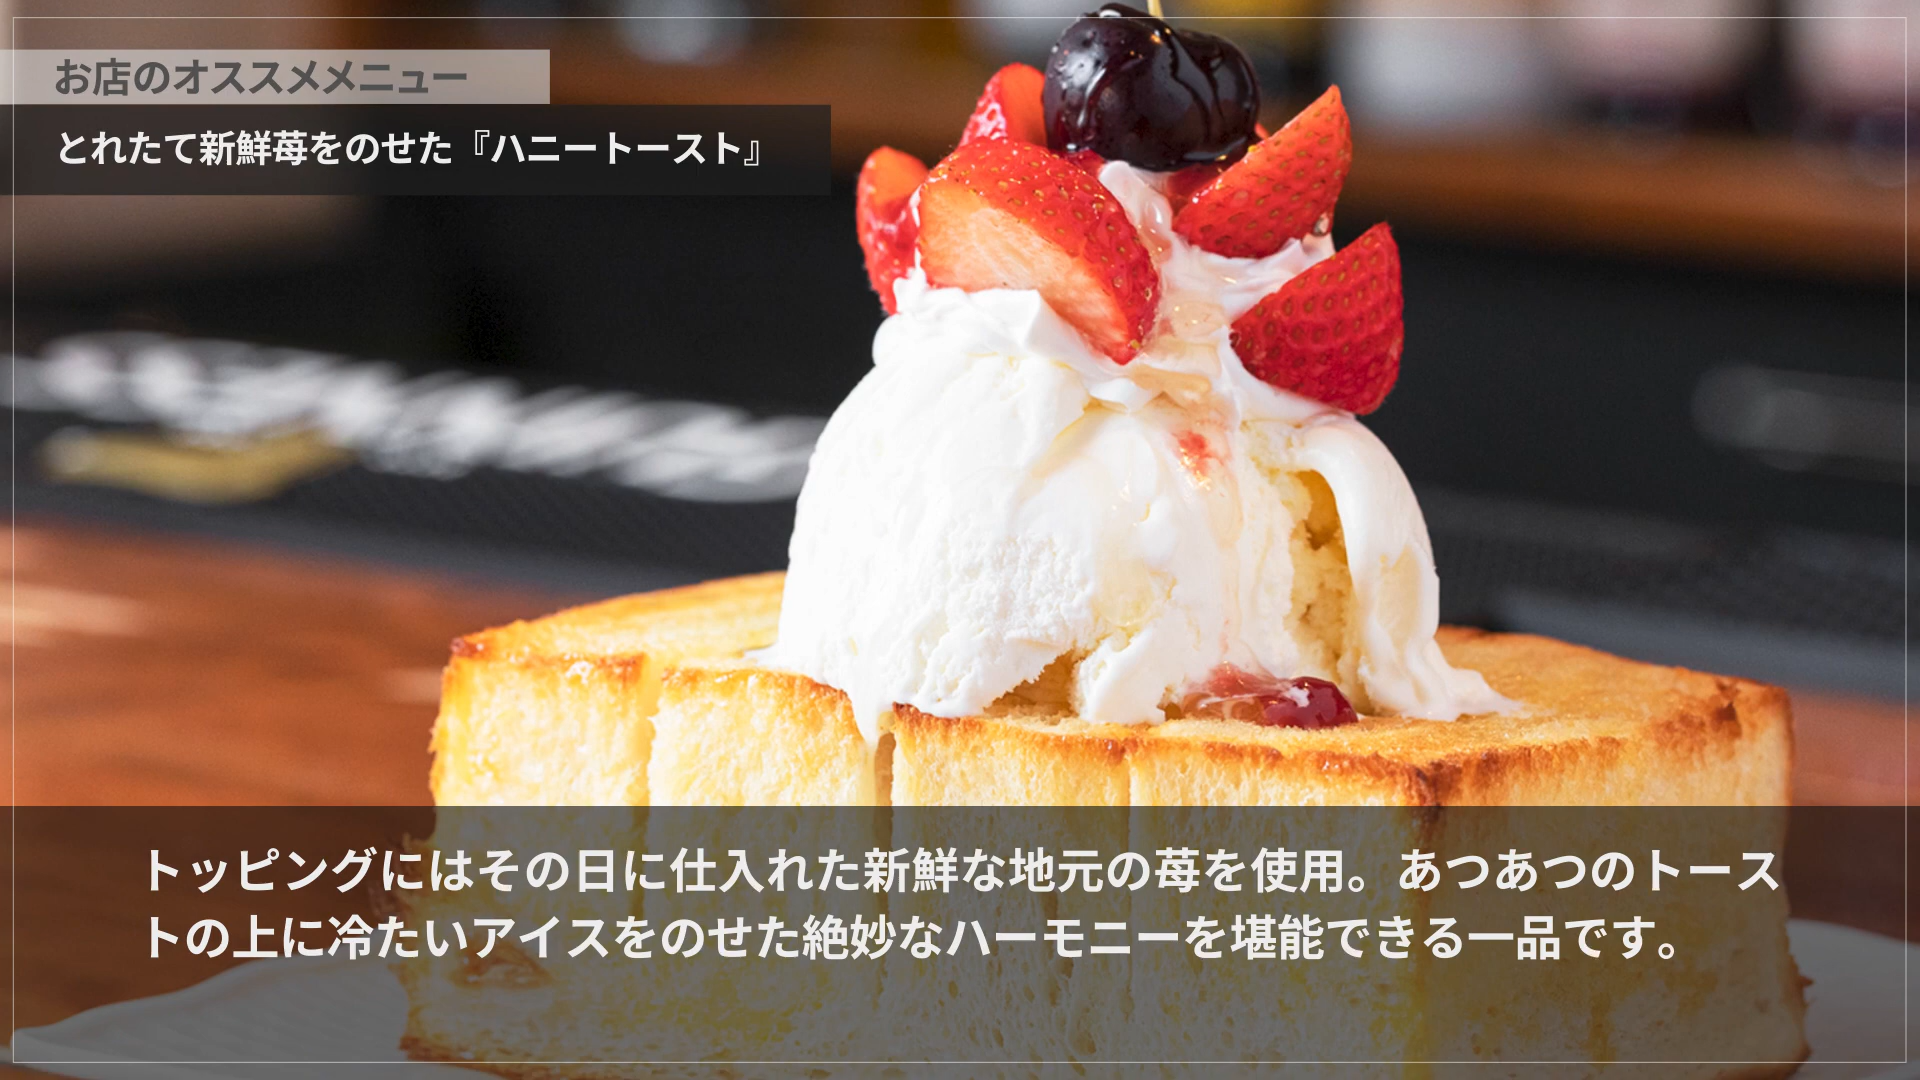 お店のオススメメニュー
とれたて新鮮苺をのせた『ハニートースト』
トッピングにはその日に仕入れた新鮮な地元の苺を使用。あつあつのトース
トの上に冷たいアイスをのせた絶妙なハーモニーを堪能できる一品です。